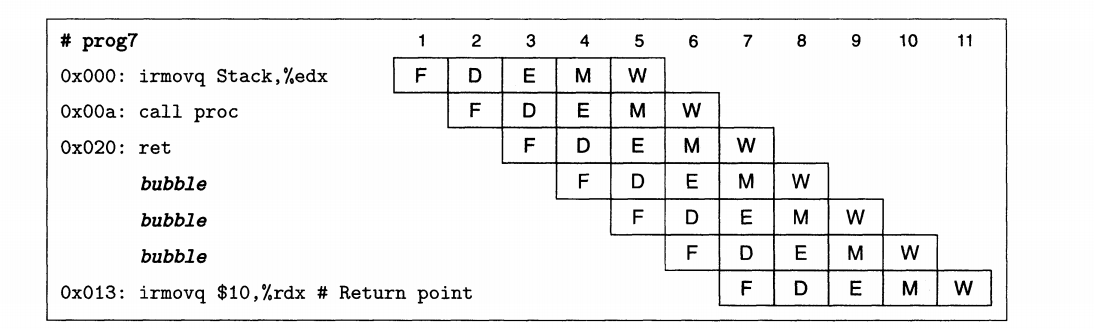 # prog7 1 2 3 4 5 6 7 8 9 10 11
0x000: irmovq Stack,%edx F D E M W
0x00a: call proc F D E M W
0x020: ret F D E M W
bubble F D E M W
bubble F D E M W
bubble F D E M W
0x013: irmovq $10,%rdx # Return point F D E M W